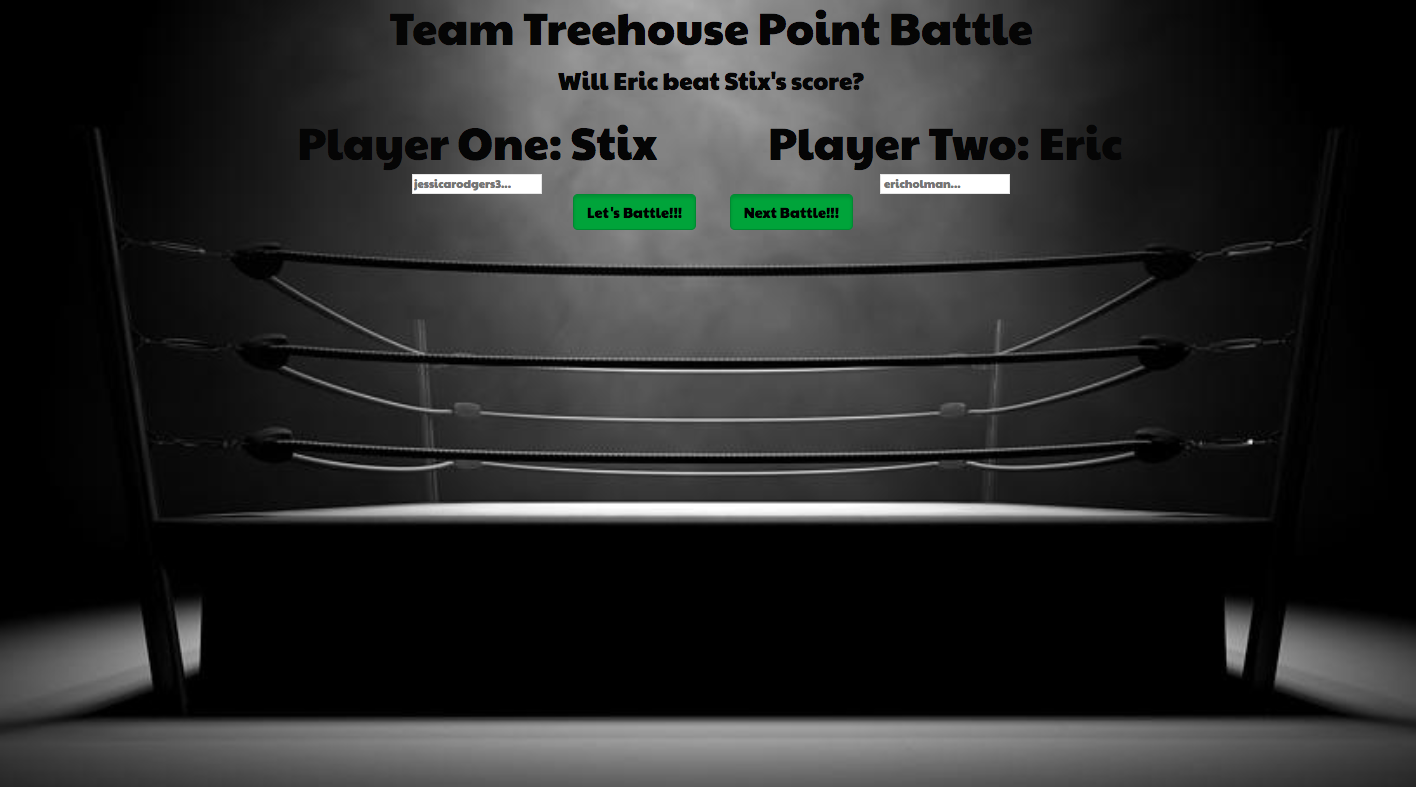 Team Treehouse Point Battle
Will Eric beat Stix's score?
Player One: Stix
Player Two: Eric
jessicarodgers3...
ericholman...
Let's Battle!!!
Next Battle!!!